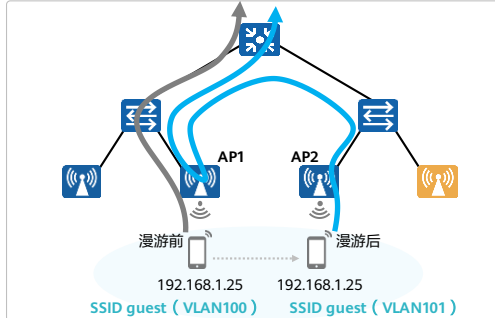 AP1 AP2
漫游前 漫游后
192.168.1.25 192.168.1.25
SSID guest（VLAN100） SSID guest（VLAN101）